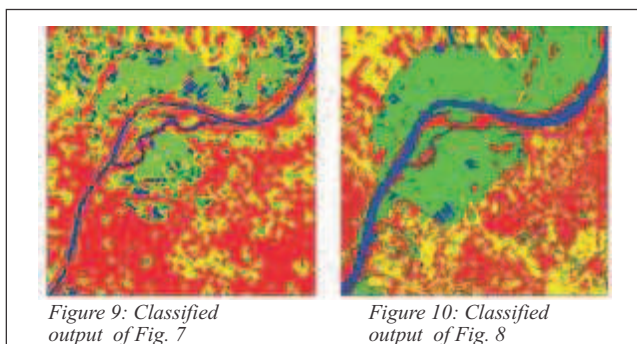 Figure 9: Classified
output of Fig. 7
Figure 10: Classified
output of Fig. 8